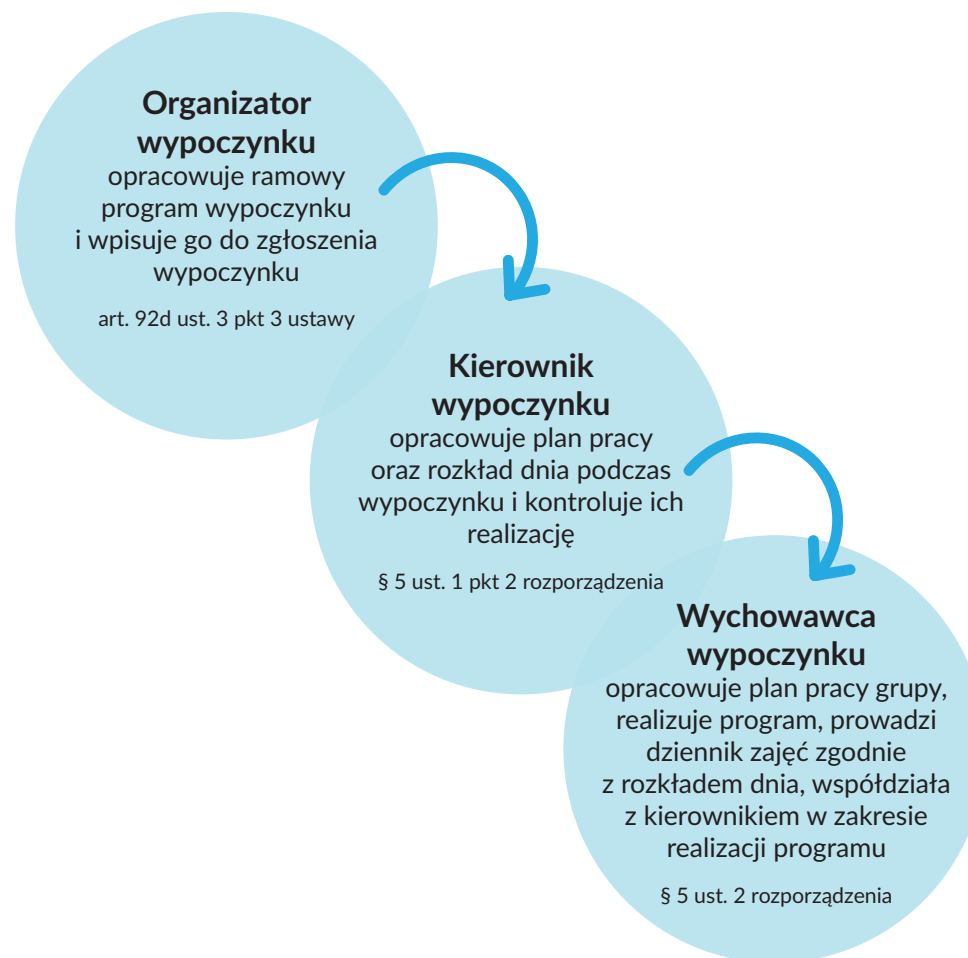 Organizator
wypoczynku
opracowuje ramowy
program wypoczynku
i wpisuje go do zgłoszenia
wypoczynku
art. 92d ust. 3 pkt 3 ustawy
Kierownik
wypoczynku
opracowuje plan pracy
oraz rozkład dnia podczas
wypoczynku i kontroluje ich
realizację
§ 5 ust. 1 pkt 2 rozporządzenia
Wychowawca
wypoczynku
opracowuje plan pracy grupy,
realizuje program, prowadzi
dziennik zajęć zgodnie
z rozkładem dnia, współdziała
z kierownikiem w zakresie
realizacji programu
§ 5 ust. 2 rozporządzenia